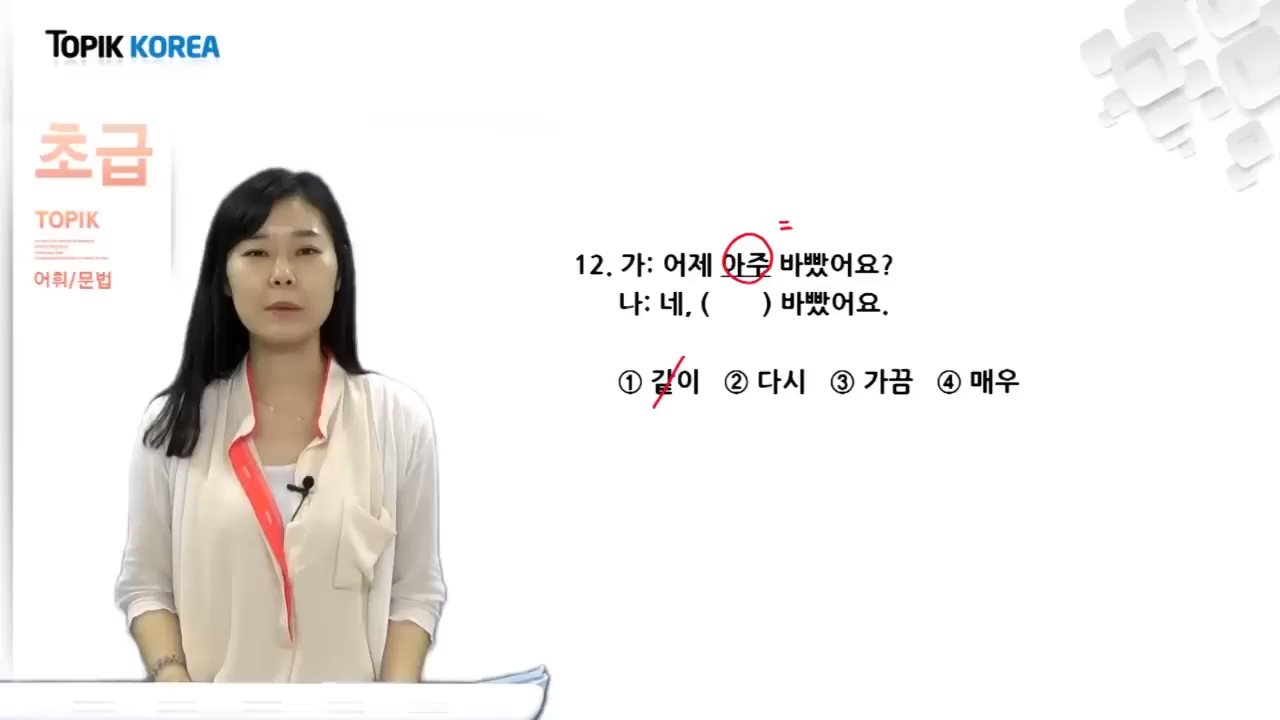 TOPIK KOREA
초급
TOPIK
어휘/문법
12. 가: 어제 아주 바빴어요?
나: 네, (      ) 바빴어요.
① 같이 ② 다시 ③ 가끔 ④ 매우